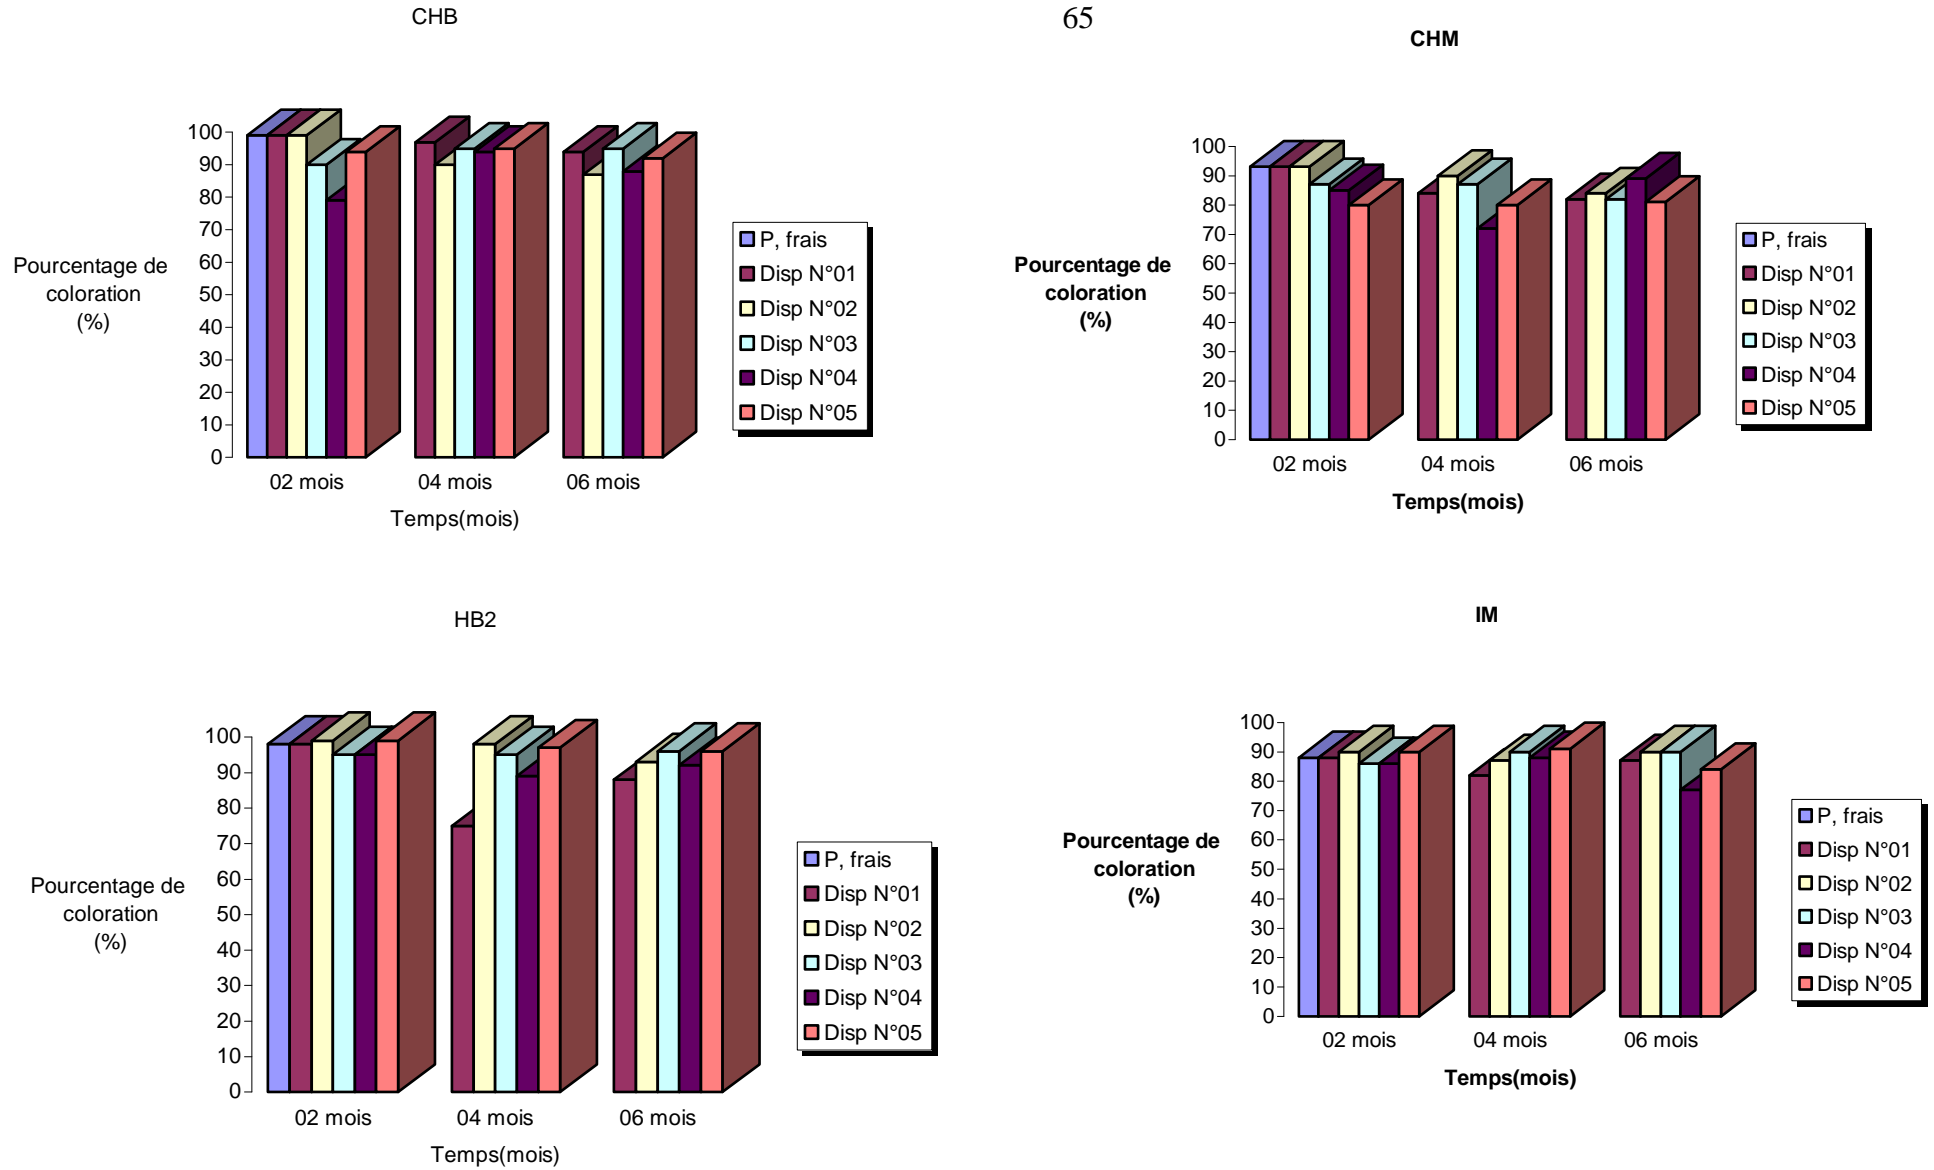 65
CHB
100
90
80
70
60
50
40
30
20
10
0
Pourcentage de
coloration
(%)
02 mois
04 mois
06 mois
Temps(mois)
P, frais
Disp N°01
Disp N°02
Disp N°03
Disp N°04
Disp N°05
CHM
100
90
80
70
60
50
40
30
20
10
0
Pourcentage de
coloration
(%)
02 mois
04 mois
06 mois
Temps(mois)
P, frais
Disp N°01
Disp N°02
Disp N°03
Disp N°04
Disp N°05
HB2
100
90
80
70
60
50
40
30
20
10
0
Pourcentage de
coloration
(%)
02 mois
04 mois
06 mois
Temps(mois)
P, frais
Disp N°01
Disp N°02
Disp N°03
Disp N°04
Disp N°05
IM
100
90
80
70
60
50
40
30
20
10
0
Pourcentage de
coloration
(%)
02 mois
04 mois
06 mois
Temps(mois)
P, frais
Disp N°01
Disp N°02
Disp N°03
Disp N°04
Disp N°05